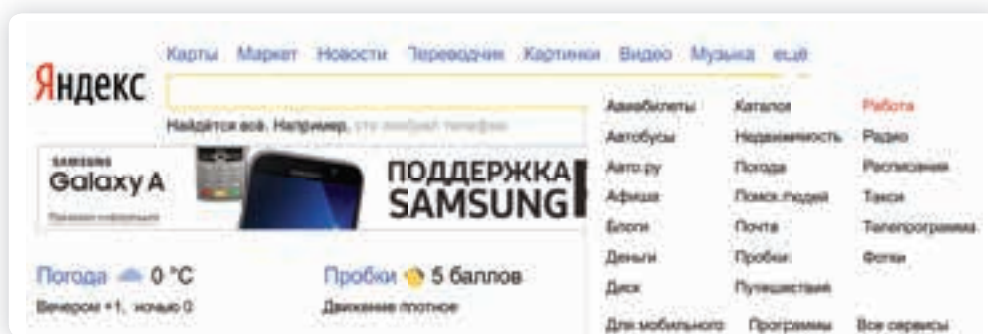 Карты Маркет Новости Переводчик Картинки Видео Музыка ещё
Яндекс
Найдётся всё. Например,
SAMSUNG
Galaxy A
ПОДДЕРЖКА
SAMSUNG
Погода 0 °C
Вечером +1, ночью 0
Пробки 5 баллов
Движение плотное
Авиабилеты Каталог Работа
Автобусы Недвижимость Радио
Авто.ру Погода Расписания
Афиша Поиск людей Такси
Блоги Почта Телепрограмма
Деньги Пробки Фотки
Диск Путешествия
Для мобильного Программы Все сервисы